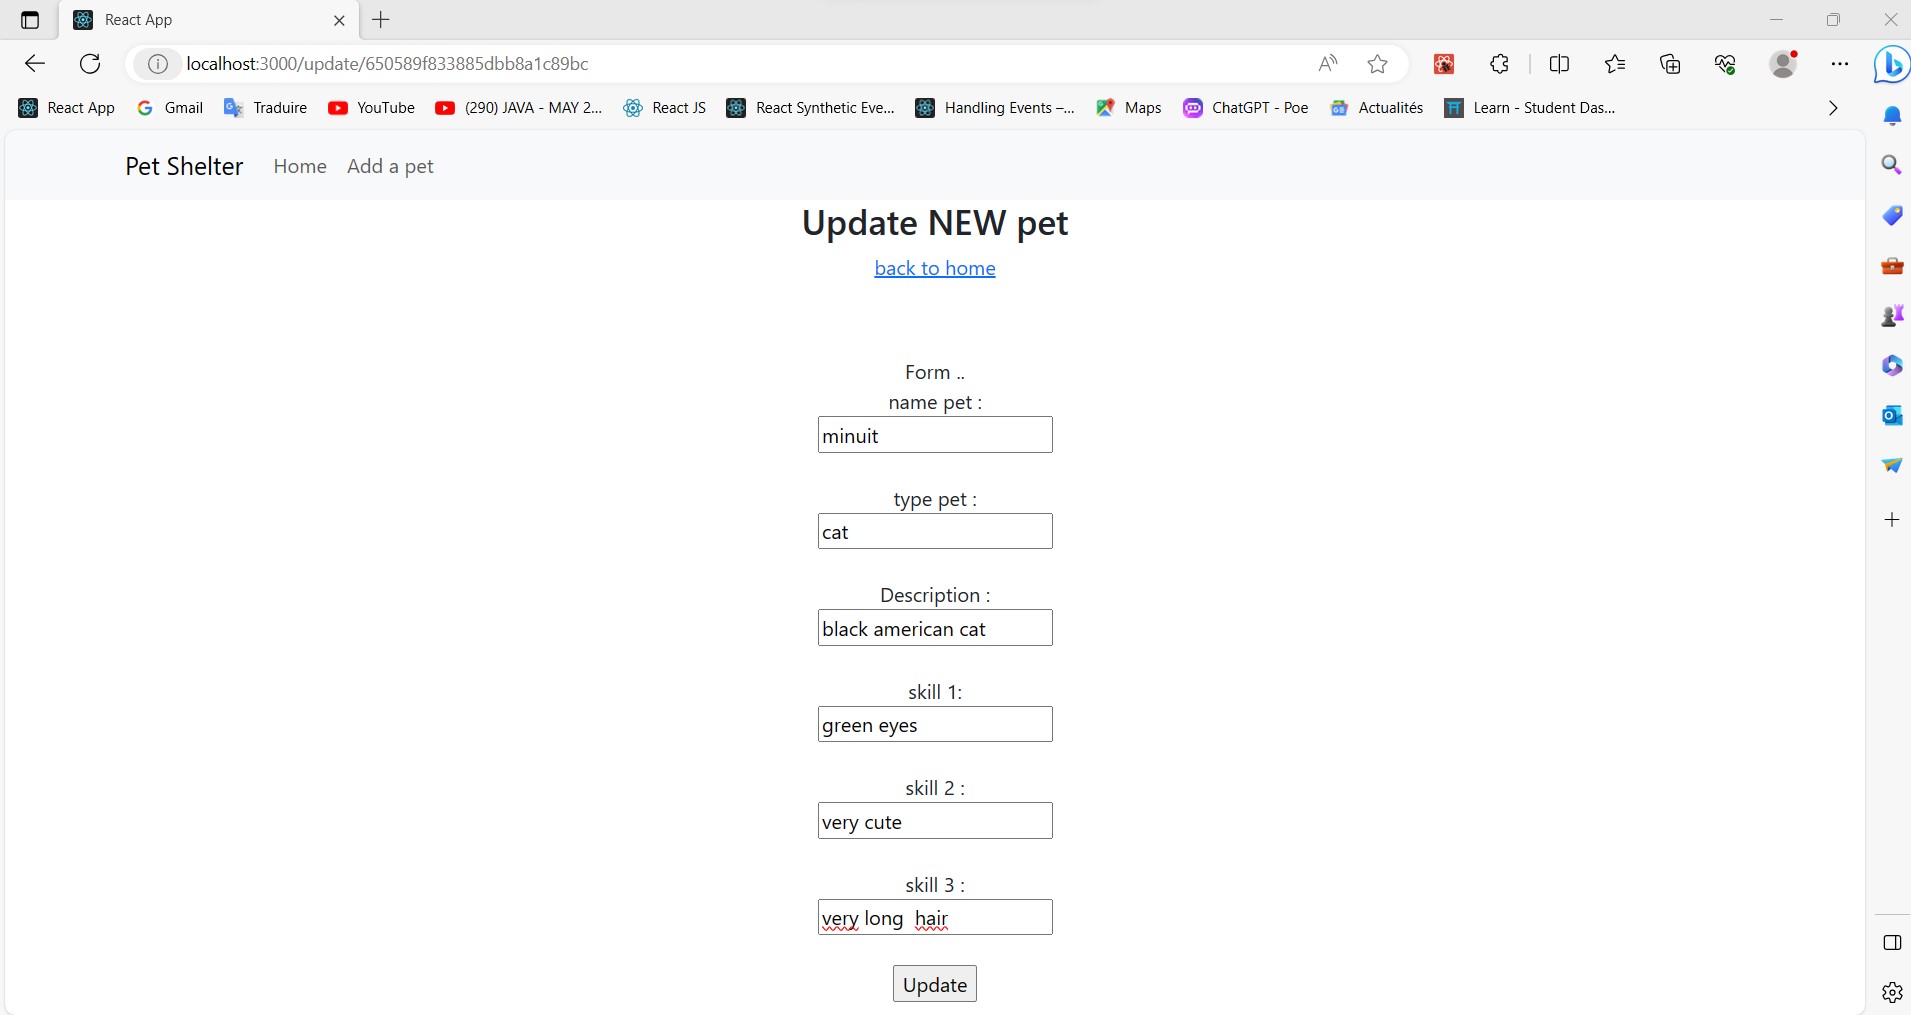 React App
localhost:3000/update/650589f833885dbb8a1c89bc
React App Gmail Traduire YouTube (290) JAVA - MAY 2... React JS React Synthetic Eve... Handling Events –... Maps ChatGPT - Poe Actualités Learn - Student Das...
Pet Shelter Home Add a pet
Update NEW pet
back to home
Form ..
name pet :
minuit
type pet :
cat
Description :
black american cat
skill 1:
green eyes
skill 2 :
very cute
skill 3 :
very long  hair
Update